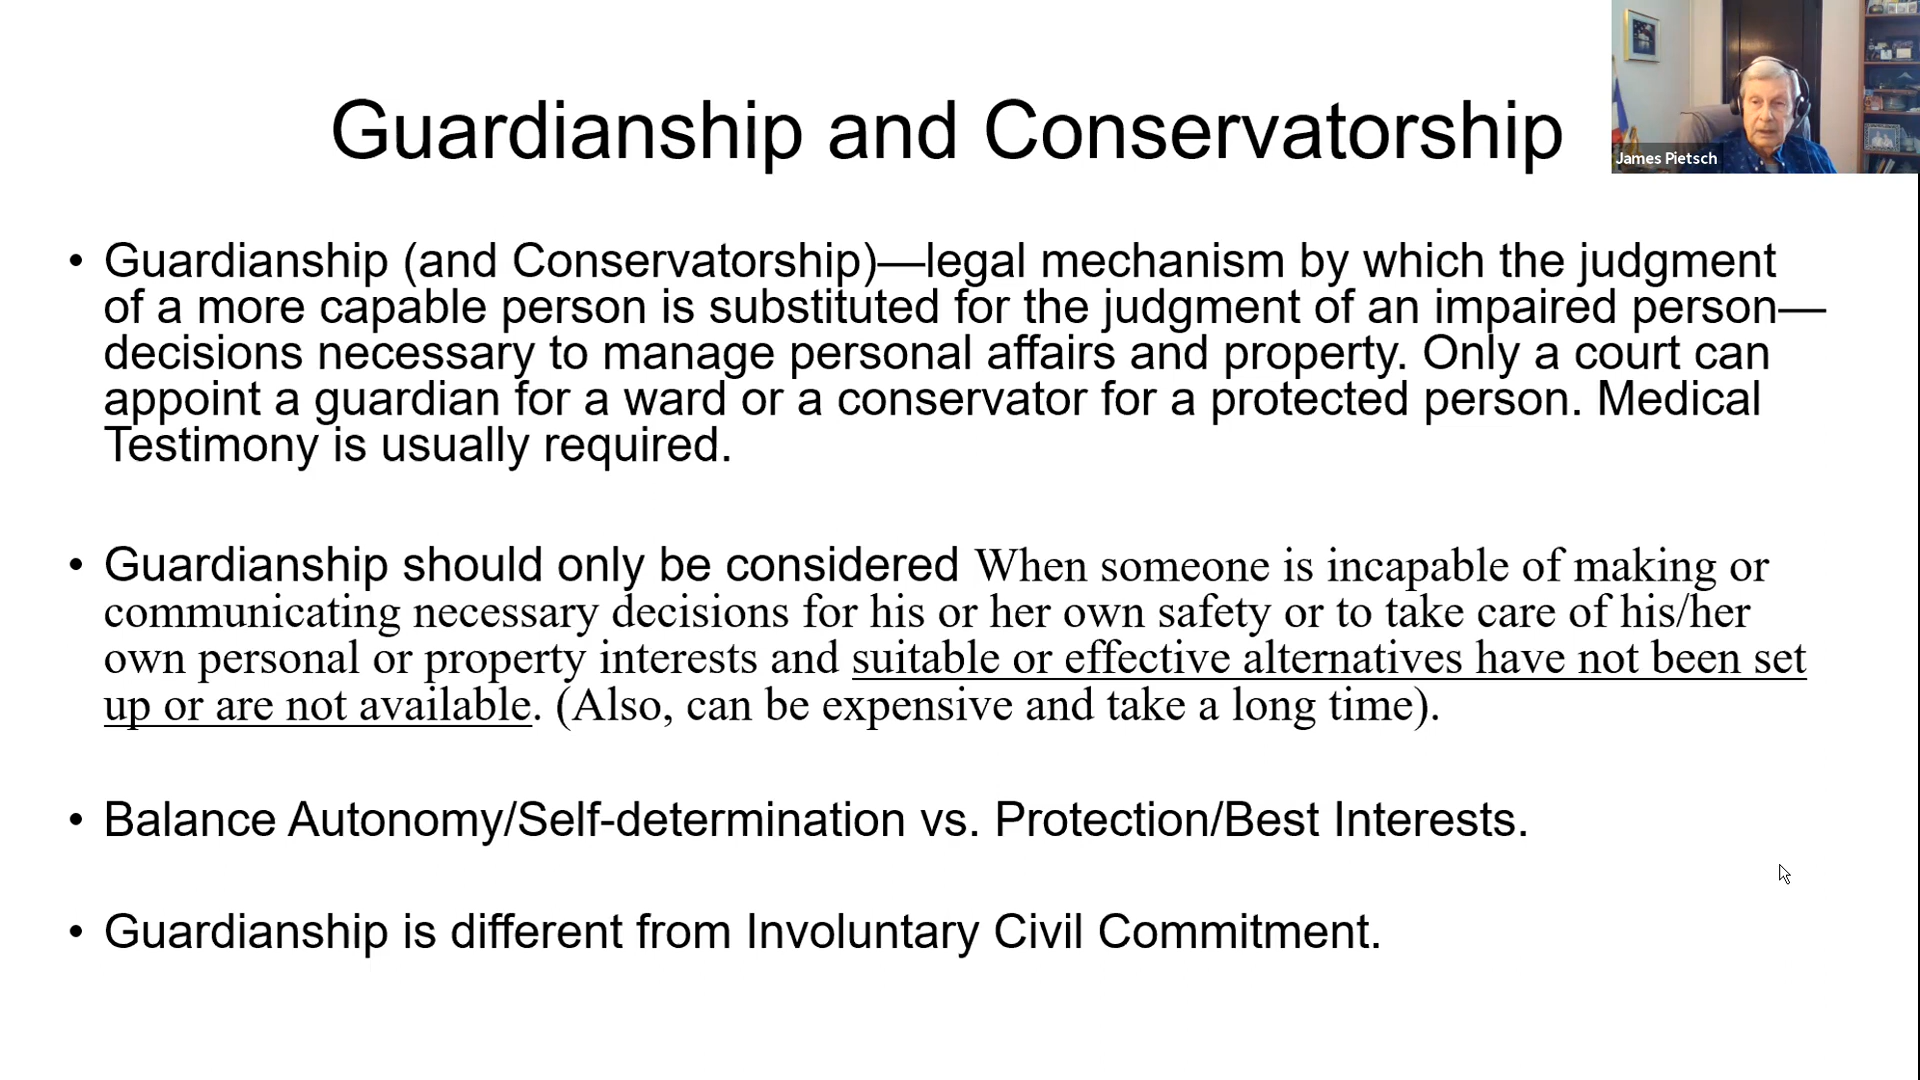 Guardianship and Conservatorship
James Pietsch
• Guardianship (and Conservatorship)—legal mechanism by which the judgment
of a more capable person is substituted for the judgment of an impaired person—
decisions necessary to manage personal affairs and property. Only a court can
appoint a guardian for a ward or a conservator for a protected person. Medical
Testimony is usually required.
• Guardianship should only be considered When someone is incapable of making or
communicating necessary decisions for his or her own safety or to take care of his/her
own personal or property interests and suitable or effective alternatives have not been set
up or are not available. (Also, can be expensive and take a long time).
• Balance Autonomy/Self-determination vs. Protection/Best Interests.
• Guardianship is different from Involuntary Civil Commitment.